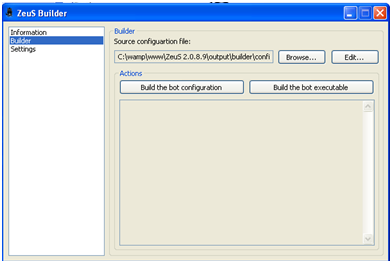 ZeuS Builder
Information
Builder
Settings
Builder
Source configuartion file:
C:\wamp\www\ZeuS 2.0.8.9\output\builder\confi
Browse...
Edit...
Actions
Build the bot configuration
Build the bot executable